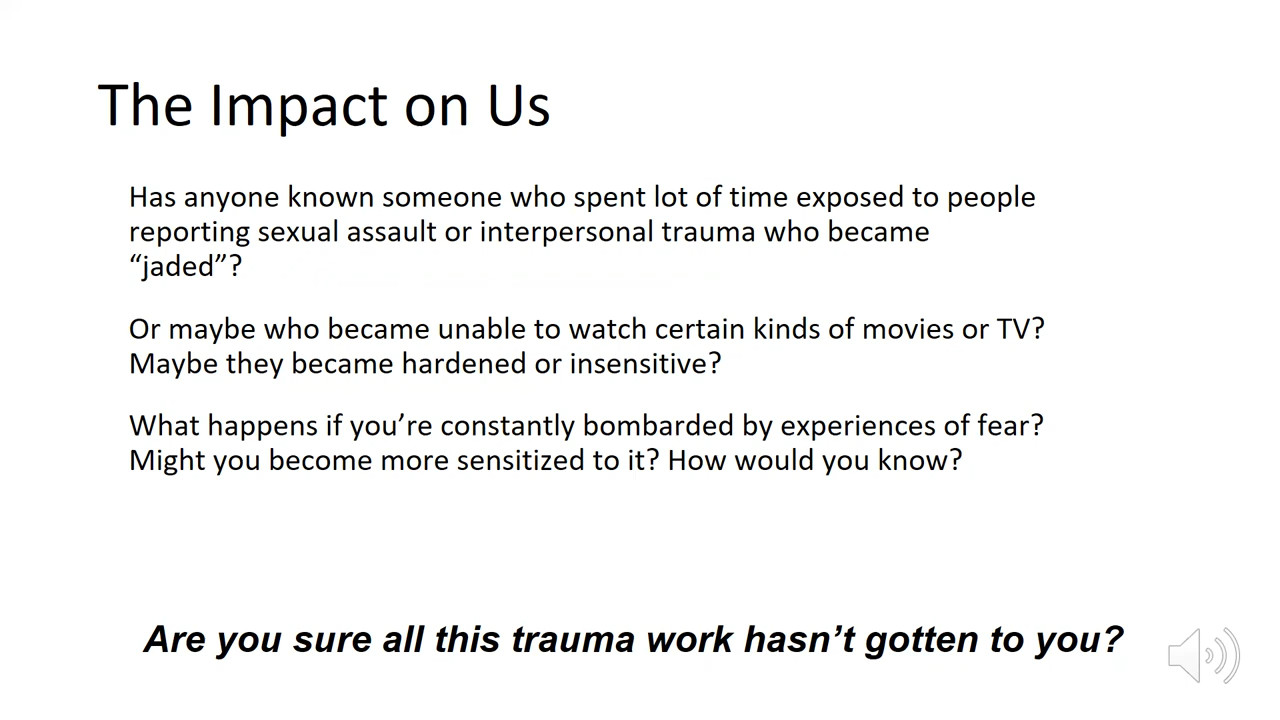 The Impact on Us
Has anyone known someone who spent lot of time exposed to people
reporting sexual assault or interpersonal trauma who became
“jaded”?
Or maybe who became unable to watch certain kinds of movies or TV?
Maybe they became hardened or insensitive?
What happens if you’re constantly bombarded by experiences of fear?
Might you become more sensitized to it? How would you know?
Are you sure all this trauma work hasn’t gotten to you?